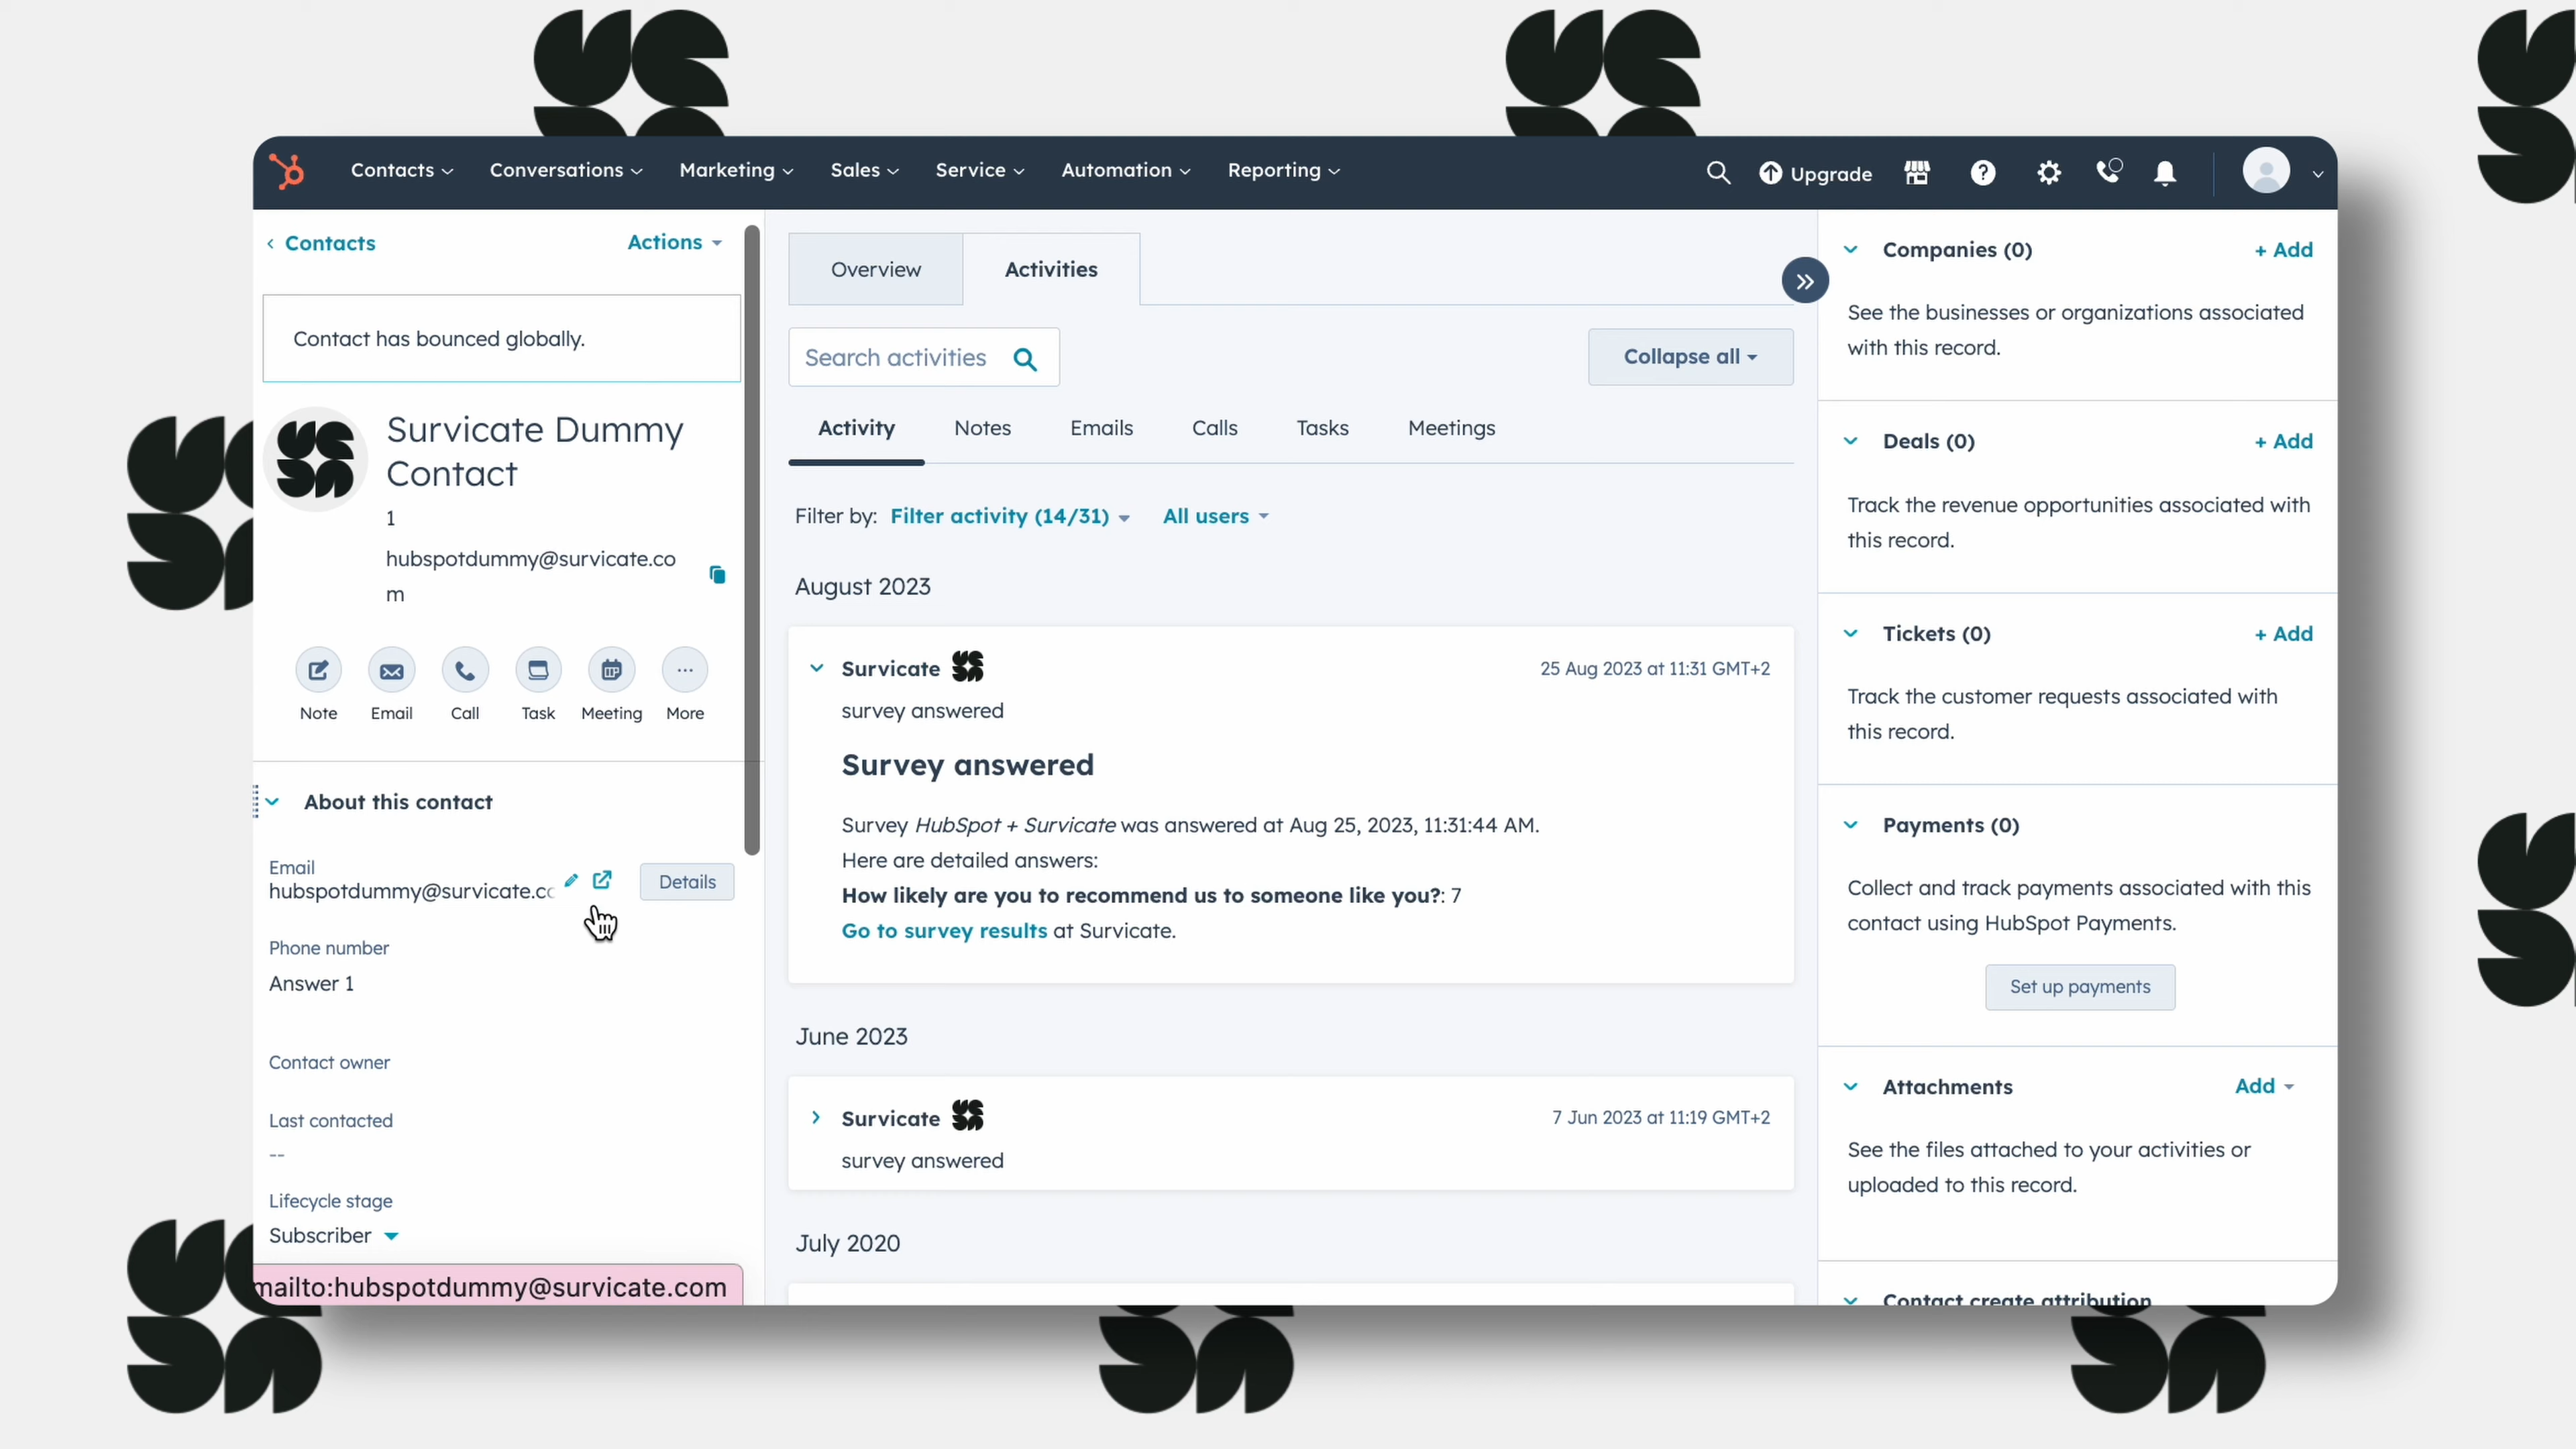 Contacts
Conversations
Marketing
Sales
Service
Automation
Reporting
Upgrade
Contacts
Actions
Contact has bounced globally.
Survicate Dummy
Contact
1
hubspotdummy@survicate.co
m
Note
Email
Call
Task
Meeting
More
About this contact
Email
hubspotdummy@survicate.co
Details
Phone number
Answer 1
Contact owner
Last contacted
--
Lifecycle stage
Subscriber
mailto:hubspotdummy@survicate.com
Overview
Activities
Search activities
Collapse all
Activity
Notes
Emails
Calls
Tasks
Meetings
Filter by: Filter activity (14/31) All users
August 2023
Survicate
25 Aug 2023 at 11:31 GMT+2
survey answered
Survey answered
Survey HubSpot + Survicate was answered at Aug 25, 2023, 11:31:44 AM.
Here are detailed answers:
How likely are you to recommend us to someone like you?: 7
Go to survey results at Survicate.
June 2023
Survicate
7 Jun 2023 at 11:19 GMT+2
survey answered
July 2020
Companies (0)
+ Add
See the businesses or organizations associated
with this record.
Deals (0)
+ Add
Track the revenue opportunities associated with
this record.
Tickets (0)
+ Add
Track the customer requests associated with
this record.
Payments (0)
Collect and track payments associated with this
contact using HubSpot Payments.
Set up payments
Attachments
Add
See the files attached to your activities or
uploaded to this record.
Contact create attribution